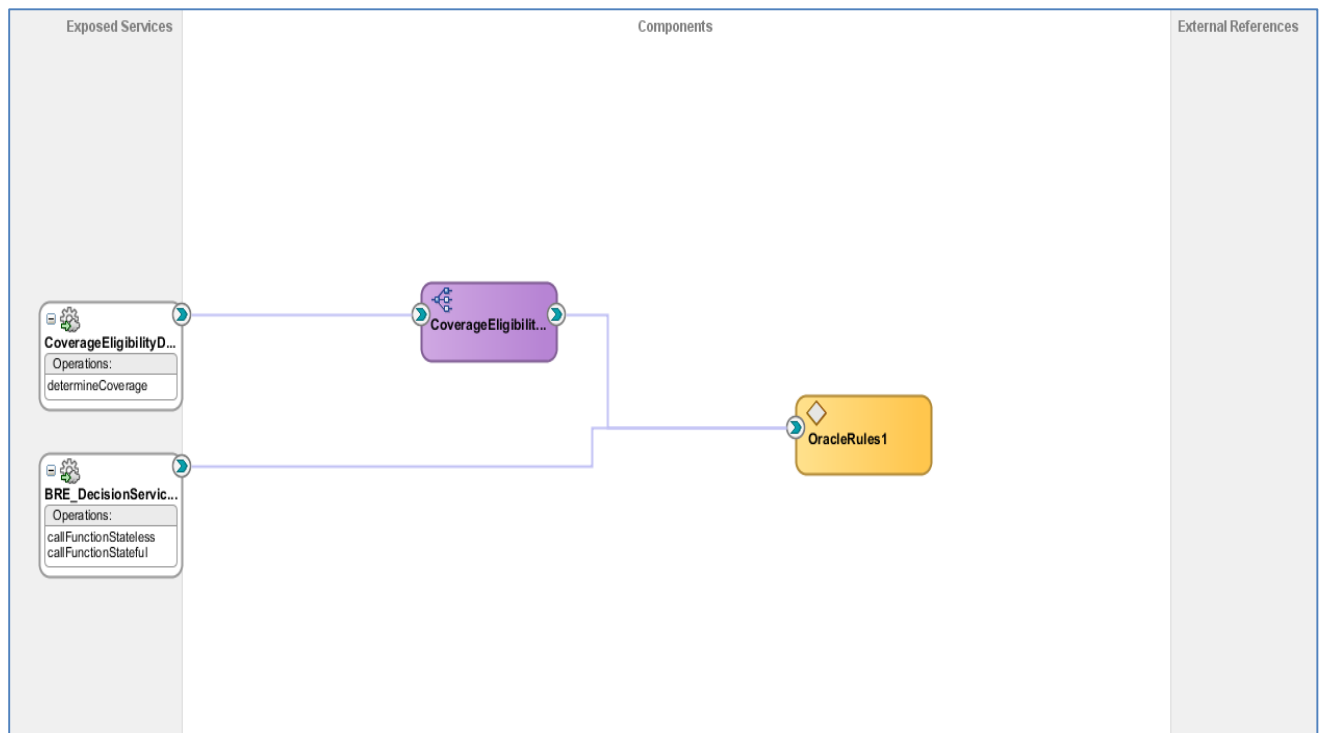 Exposed Services
Components
External References
CoverageEligibilityD...
Operations:
determineCoverage
CoverageEligibilit...
OracleRules1
BRE_DecisionServic...
Operations:
callFunctionStateless
callFunctionStateful